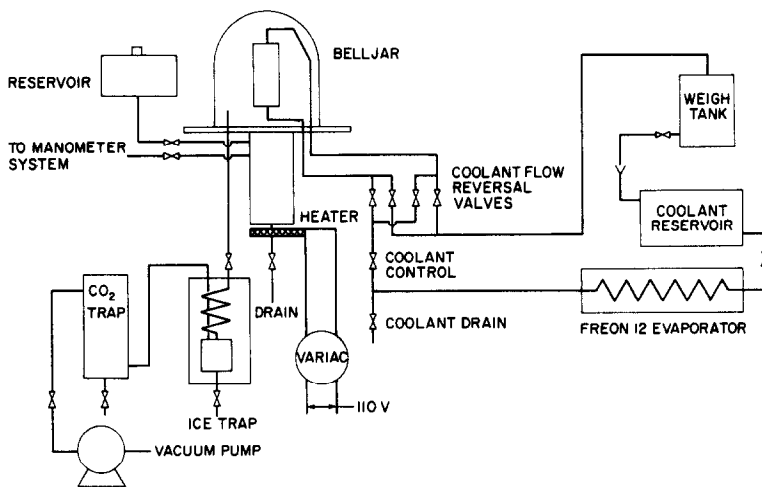 RESERVOIR
BELLJAR
TO MANOMETER
SYSTEM
WEIGH
TANK
COOLANT FLOW
REVERSAL
VALVES
COOLANT
RESERVOIR
HEATER
COOLANT
CONTROL
CO2
TRAP
DRAIN
COOLANT DRAIN
FREON 12 EVAPORATOR
VARIAC
110 V
ICE TRAP
VACUUM PUMP